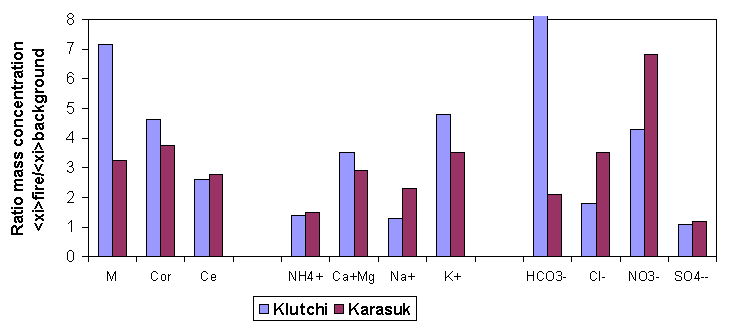 Ratio mass concentration
<xi>fire/<xi>background
8
7
6
5
4
3
2
1
0
M Cor Ce NH4+ Ca+Mg Na+ K+ HCO3- Cl- NO3- SO4--
Klutchi Karasuk